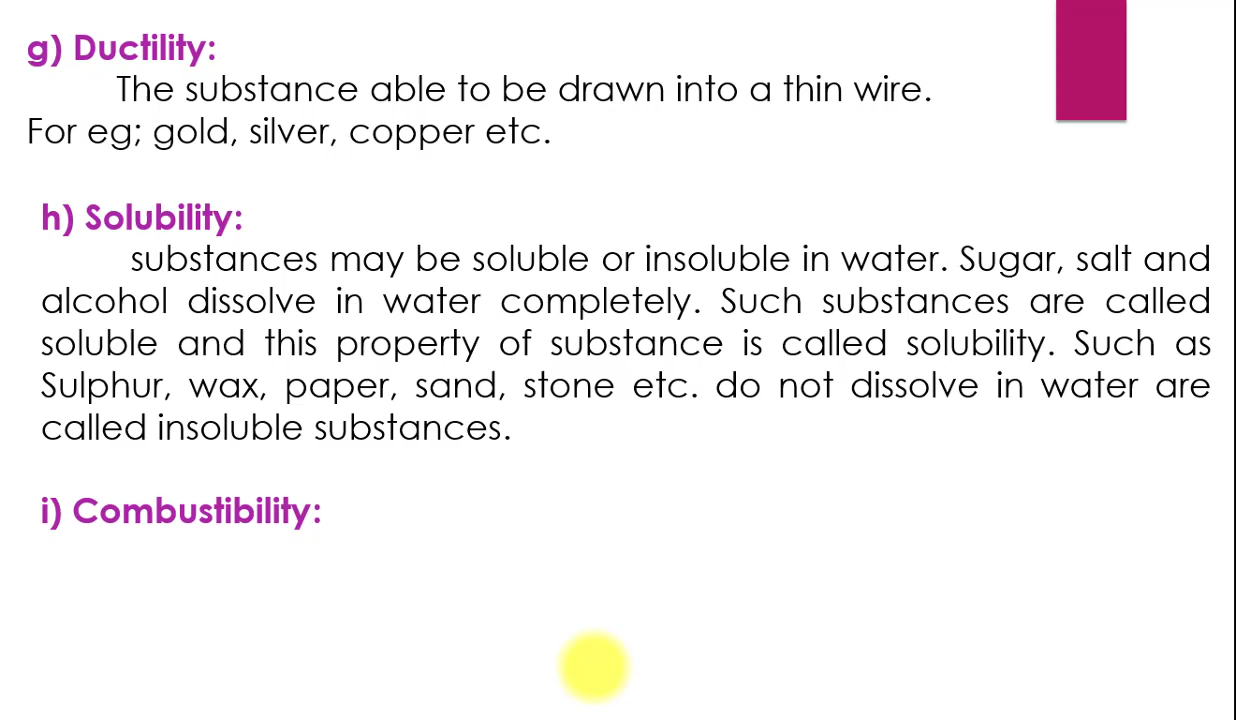 g) Ductility:
The substance able to be drawn into a thin wire.
For eg; gold, silver, copper etc.
h) Solubility:
substances may be soluble or insoluble in water. Sugar, salt and
alcohol dissolve in water completely. Such substances are called
soluble and this property of substance is called solubility. Such as
Sulphur, wax, paper, sand, stone etc. do not dissolve in water are
called insoluble substances.
i) Combustibility: